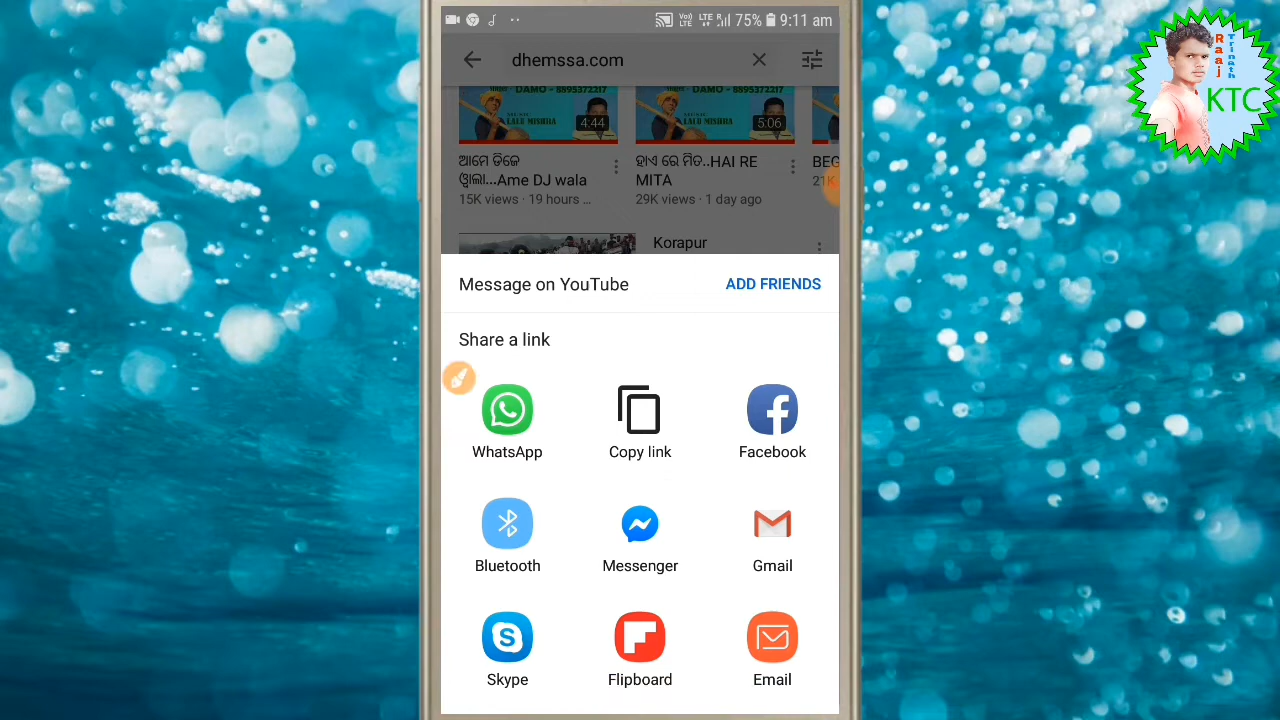 75% 9:11 am
dhemssa.com
DAMO - 8895372217
DAMO - 8895372217
LALU MISHRA
4:44
5:06
ଆମେ ଡିଜେ
ୱାଲା...Ame DJ wala
15K views · 19 hours ...
ହାଏ ରେ ମିତ..HAI RE
MITA
29K views · 1 day ago
BEG
21K
Korapur
Message on YouTube
ADD FRIENDS
Share a link
WhatsApp
Copy link
Facebook
Bluetooth
Messenger
Gmail
Skype
Flipboard
Email
Raaj
Trinath
KTC